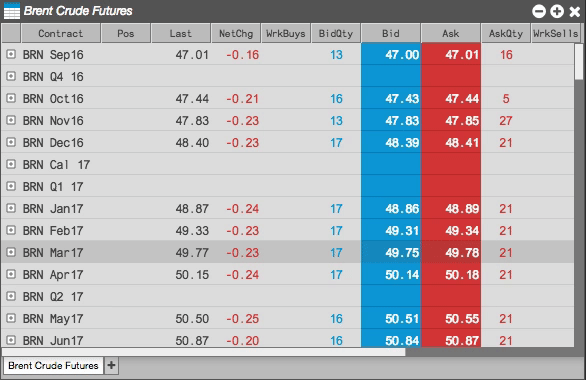 Brent Crude Futures
Contract Pos Last NetChg WrkBuys BidQty Bid Ask AskQty WrkSells
BRN Sep16 47.01 -0.16 13 47.00 47.01 16
BRN Q4 16
BRN Oct16 47.44 -0.21 16 47.43 47.44 5
BRN Nov16 47.83 -0.23 13 47.83 47.85 27
BRN Dec16 48.40 -0.23 17 48.39 48.41 21
BRN Cal 17
BRN Q1 17
BRN Jan17 48.87 -0.24 17 48.86 48.89 21
BRN Feb17 49.33 -0.23 17 49.31 49.34 21
BRN Mar17 49.77 -0.23 17 49.75 49.78 21
BRN Apr17 50.15 -0.24 17 50.14 50.18 21
BRN Q2 17
BRN May17 50.50 -0.25 16 50.51 50.55 21
BRN Jun17 50.87 -0.20 16 50.84 50.87 21
Brent Crude Futures